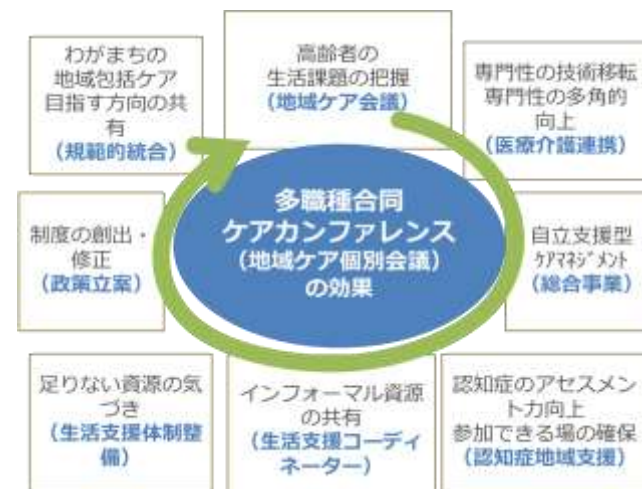 わがまちの
地域包括ケア
目指す方向の共
有
(規範的統合)
高齢者の
生活課題の把握
(地域ケア会議)
専門性の技術移転
専門性の多角的
向上
(医療介護連携)
多職種合同
ケアカンファレンス
(地域ケア個別会議)
の効果
制度の創出・
修正
(政策立案)
自立支援型
ｹｱﾏﾈｼﾞﾒﾝﾄ
(総合事業)
足りない資源の気
づき
(生活支援体制整
備)
インフォーマル資源
の共有
(生活支援コーディ
ネーター)
認知症のアセスメン
ト力向上
参加できる場の確保
(認知症地域支援)